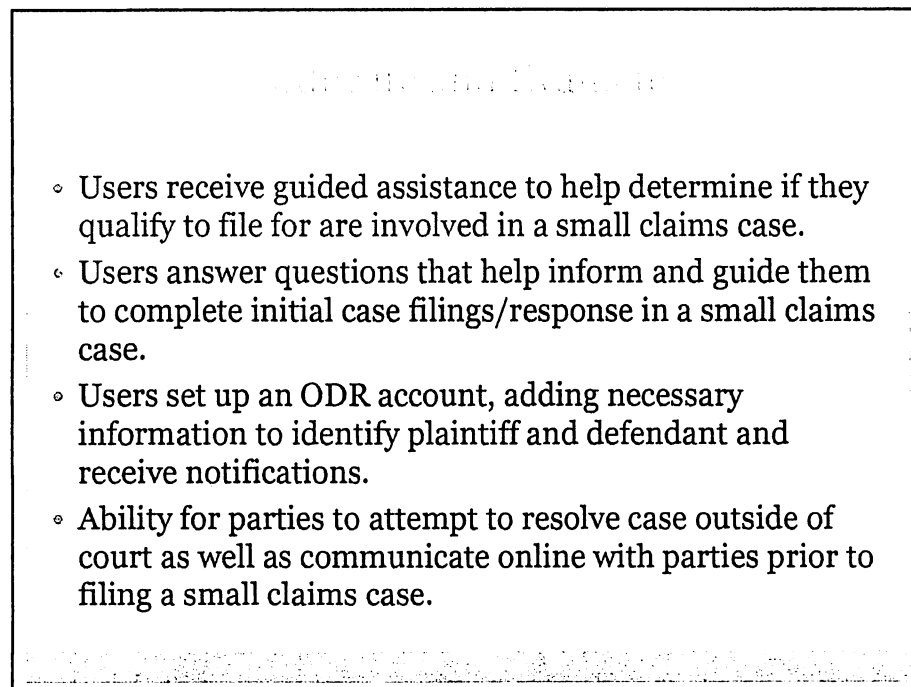 ◦ Users receive guided assistance to help determine if they
qualify to file for are involved in a small claims case.
◦ Users answer questions that help inform and guide them
to complete initial case filings/response in a small claims
case.
◦ Users set up an ODR account, adding necessary
information to identify plaintiff and defendant and
receive notifications.
◦ Ability for parties to attempt to resolve case outside of
court as well as communicate online with parties prior to
filing a small claims case.